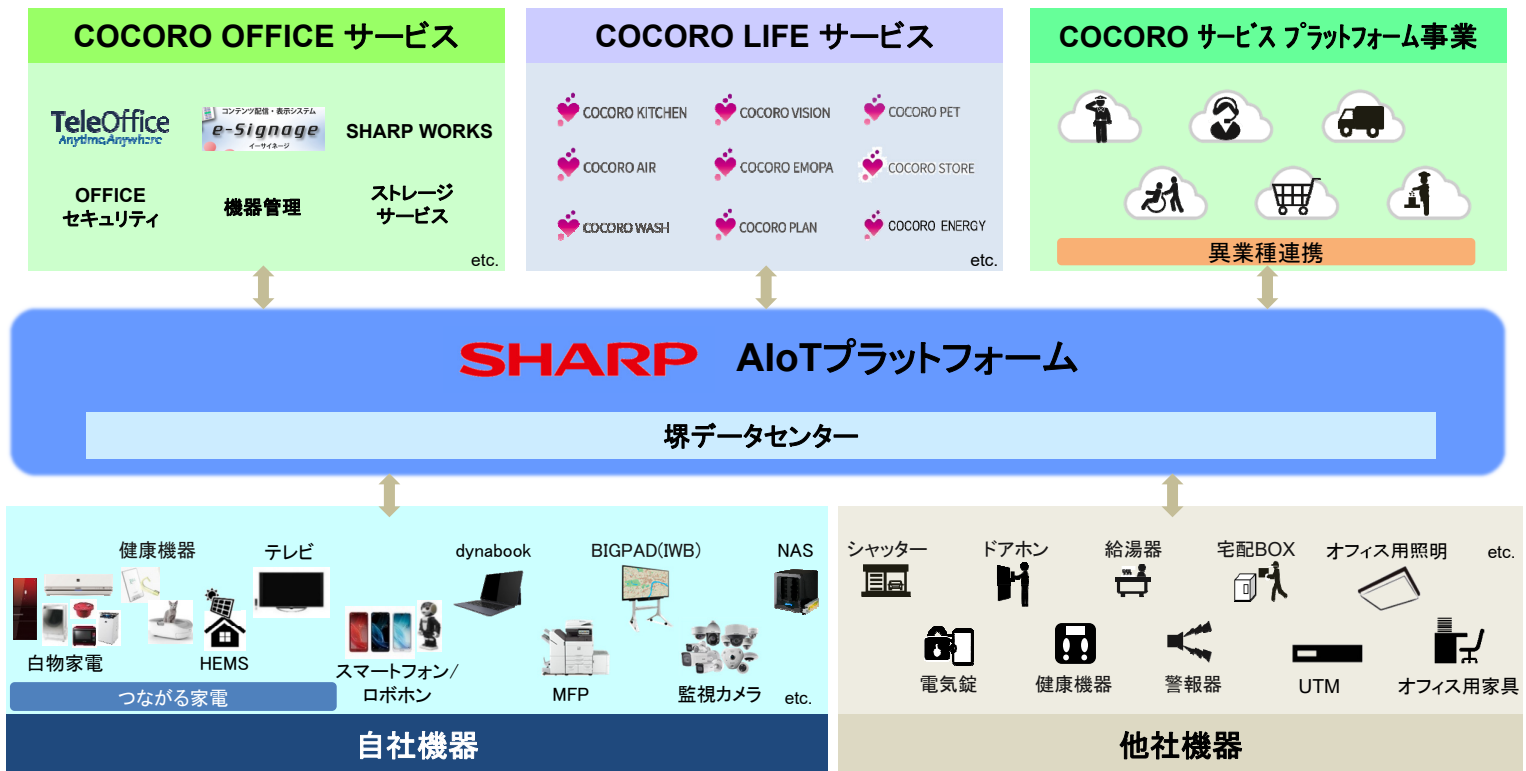 COCORO OFFICE サービス
TeleOffice
Anytime,Anywhere
コンテンツ配信・表示システム
e-Signage
イーサイネージ
SHARP WORKS
OFFICE
セキュリティ
機器管理
ストレージ
サービス
etc.
COCORO LIFE サービス
COCORO KITCHEN
COCORO VISION
COCORO PET
COCORO AIR
COCORO EMOPA
COCORO STORE
COCORO WASH
COCORO PLAN
COCORO ENERGY
etc.
COCORO サービス プラットフォーム事業
異業種連携
SHARP AIoTプラットフォーム
堺データセンター
健康機器
テレビ
dynabook
BIGPAD(IWB)
NAS
白物家電
HEMS
スマートフォン/
ロボホン
MFP
監視カメラ
etc.
つながる家電
自社機器
シャッター
ドアホン
給湯器
宅配BOX
オフィス用照明
etc.
電気錠
健康機器
警報器
UTM
オフィス用家具
他社機器